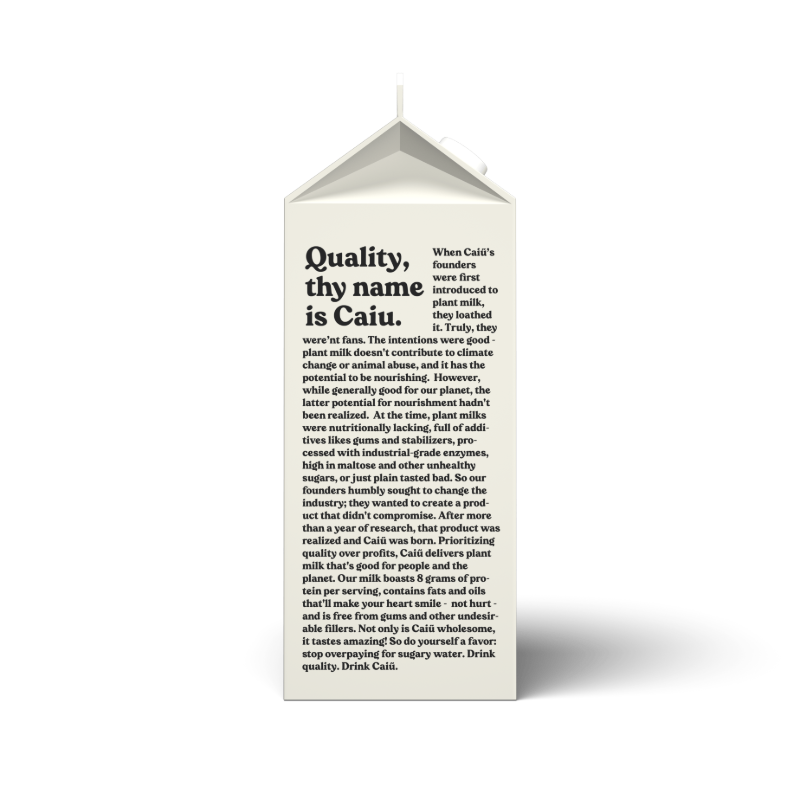 Quality,
thy name
is Caiu.
When Caiū's
founders
were first
introduced to
plant milk,
they loathed
it. Truly, they
were'nt fans. The intentions were good -
plant milk doesn't contribute to climate
change or animal abuse, and it has the
potential to be nourishing.  However,
while generally good for our planet, the
latter potential for nourishment hadn't
been realized.  At the time, plant milks
were nutritionally lacking, full of addi-
tives likes gums and stabilizers, pro-
cessed with industrial-grade enzymes,
high in maltose and other unhealthy
sugars, or just plain tasted bad. So our
founders humbly sought to change the
industry; they wanted to create a prod-
uct that didn't compromise. After more
than a year of research, that product was
realized and Caiū was born. Prioritizing
quality over profits, Caiū delivers plant
milk that's good for people and the
planet. Our milk boasts 8 grams of pro-
tein per serving, contains fats and oils
that'll make your heart smile -  not hurt -
and is free from gums and other undesir-
able fillers. Not only is Caiū wholesome,
it tastes amazing! So do yourself a favor:
stop overpaying for sugary water. Drink
quality. Drink Caiū.